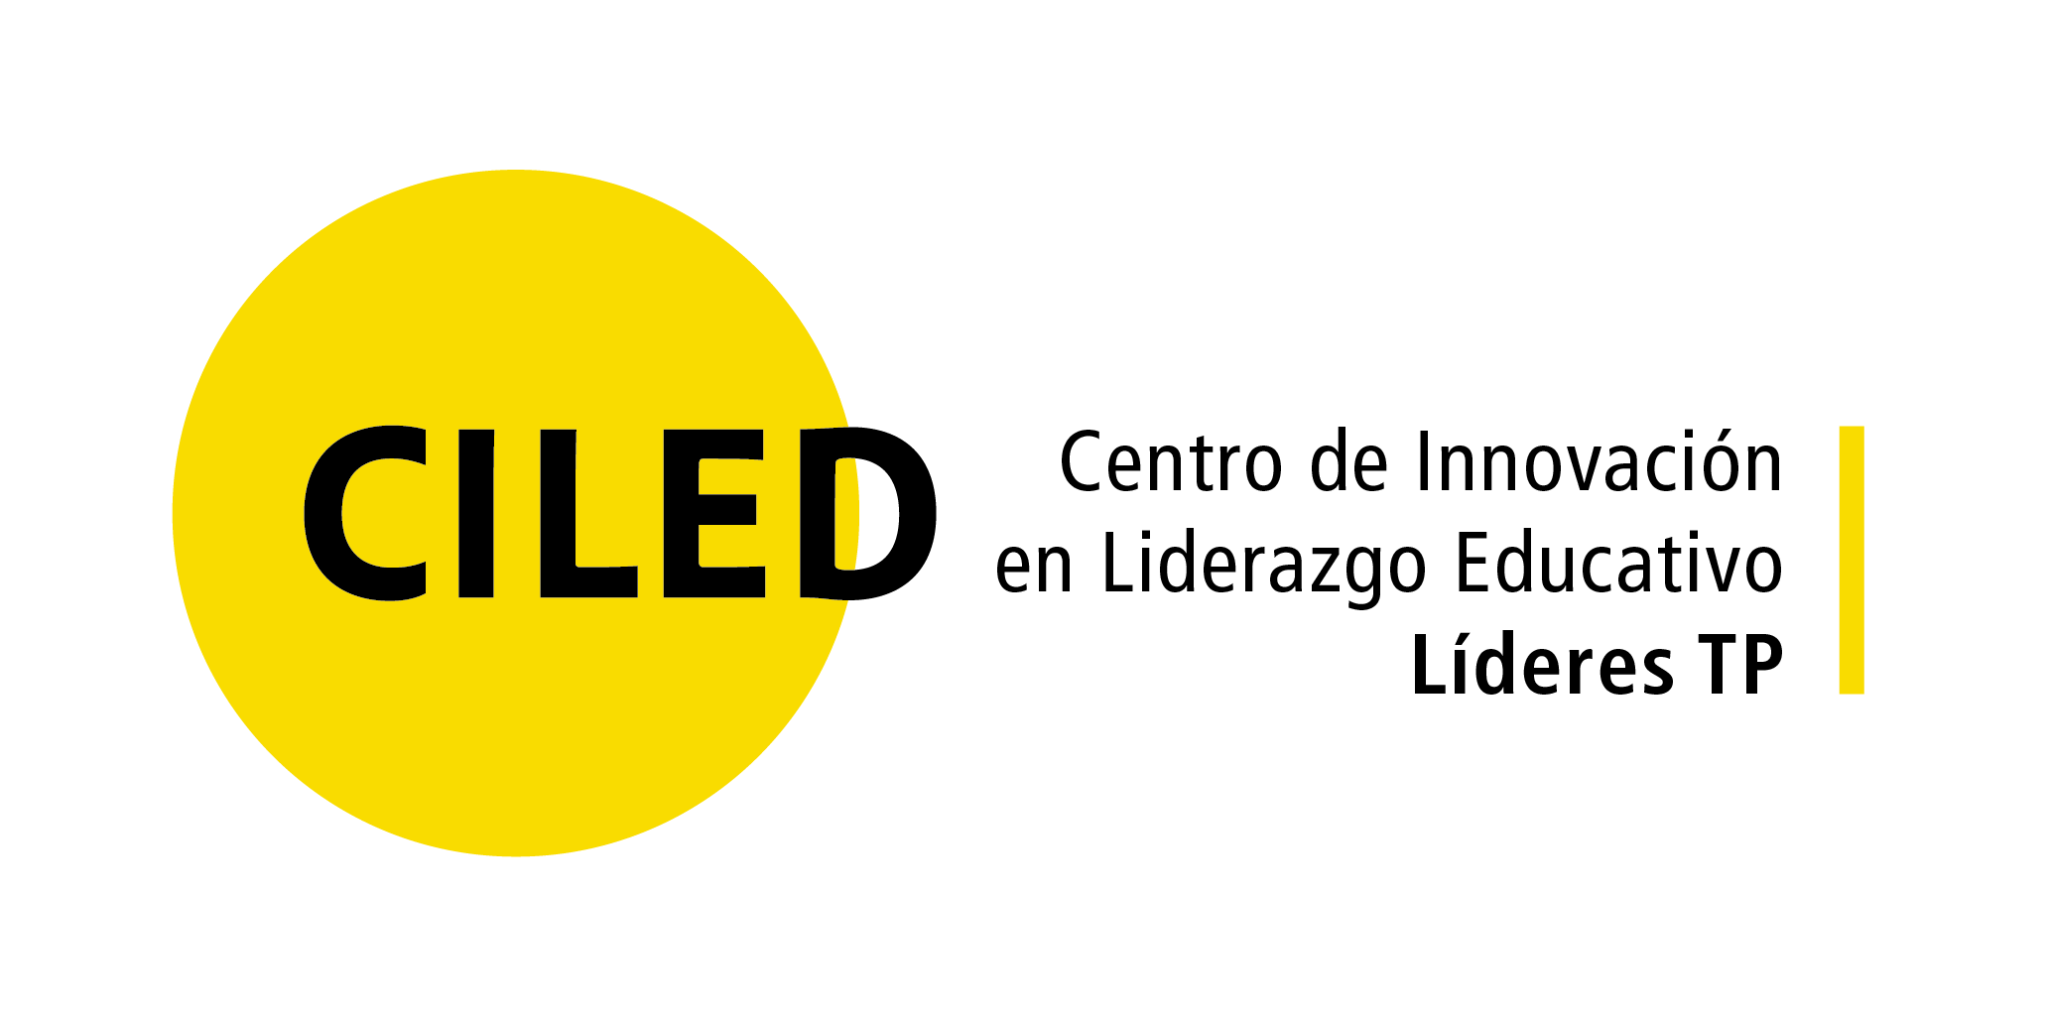 CILED
Centro de Innovación
en Liderazgo Educativo
Líderes TP